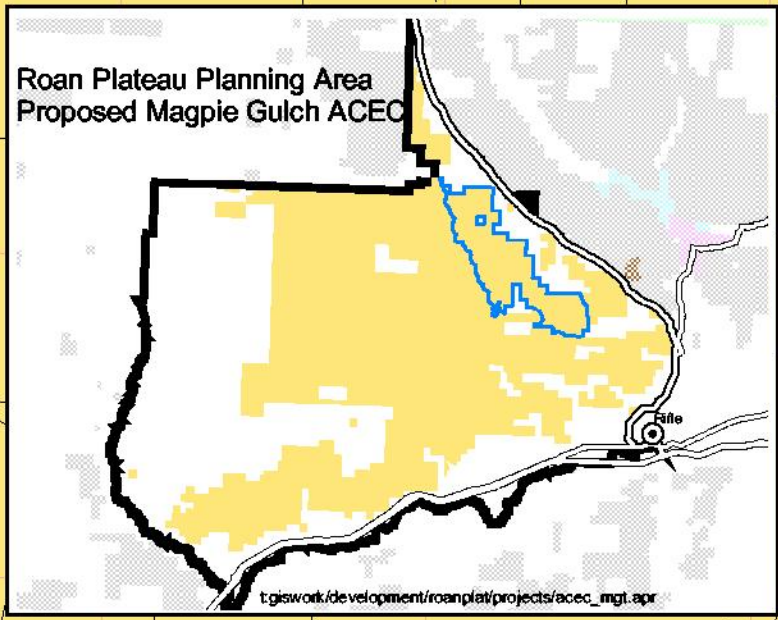 Roan Plateau Planning Area
Proposed Magpie Gulch ACEC
Rifle
t:giswork/development/roanplat/projects/acec_mgt.apr